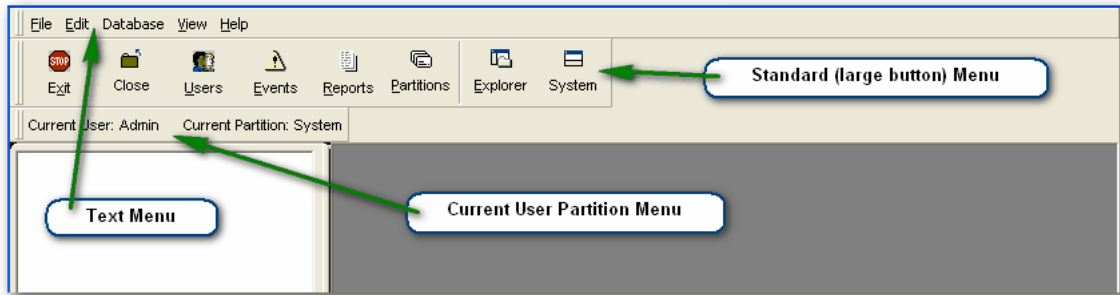 File Edit Database View Help
STOP
Exit Close Users Events Reports Partitions Explorer System
Standard (large button) Menu
Current User: Admin Current Partition: System
Text Menu
Current User Partition Menu